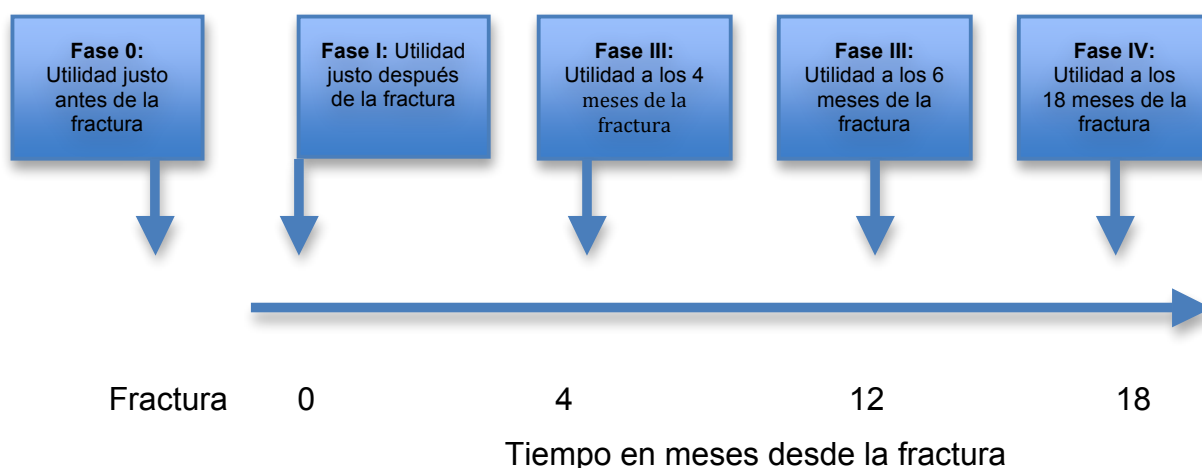 Fase 0:
Utilidad justo
antes de la
fractura
Fase I: Utilidad
justo después
de la fractura
Fase III:
Utilidad a los 4
meses de la
fractura
Fase III:
Utilidad a los 6
meses de la
fractura
Fase IV:
Utilidad a los
18 meses de la
fractura
Fractura 0 4 12 18
Tiempo en meses desde la fractura